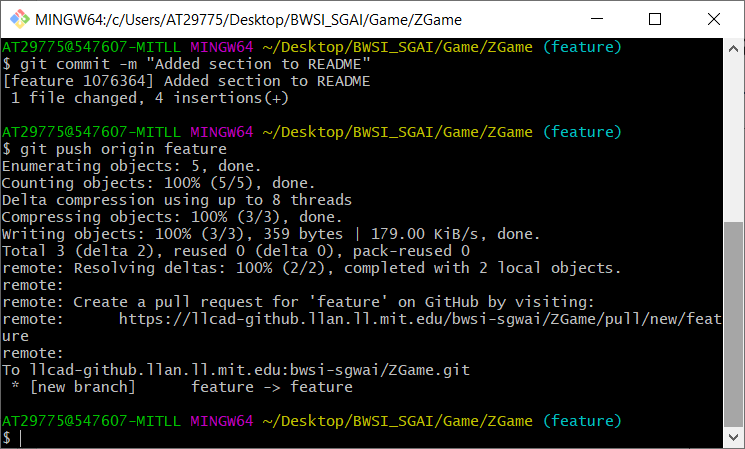 MINGW64:/c/Users/AT29775/Desktop/BWSI_SGAI/Game/ZGame
AT29775@547607-MITLL MINGW64 ~/Desktop/BWSI_SGAI/Game/ZGame (feature)
$ git commit -m "Added section to README"
[feature 1076364] Added section to README
 1 file changed, 4 insertions(+)

AT29775@547607-MITLL MINGW64 ~/Desktop/BWSI_SGAI/Game/ZGame (feature)
$ git push origin feature
Enumerating objects: 5, done.
Counting objects: 100% (5/5), done.
Delta compression using up to 8 threads
Compressing objects: 100% (3/3), done.
Writing objects: 100% (3/3), 359 bytes | 179.00 KiB/s, done.
Total 3 (delta 2), reused 0 (delta 0), pack-reused 0
remote: Resolving deltas: 100% (2/2), completed with 2 local objects.
remote:
remote: Create a pull request for 'feature' on GitHub by visiting:
remote:      https://llcad-github.llan.ll.mit.edu/bwsi-sgwai/ZGame/pull/new/feat
ure
remote:
To llcad-github.llan.ll.mit.edu:bwsi-sgwai/ZGame.git
 * [new branch]      feature -> feature

AT29775@547607-MITLL MINGW64 ~/Desktop/BWSI_SGAI/Game/ZGame (feature)
$